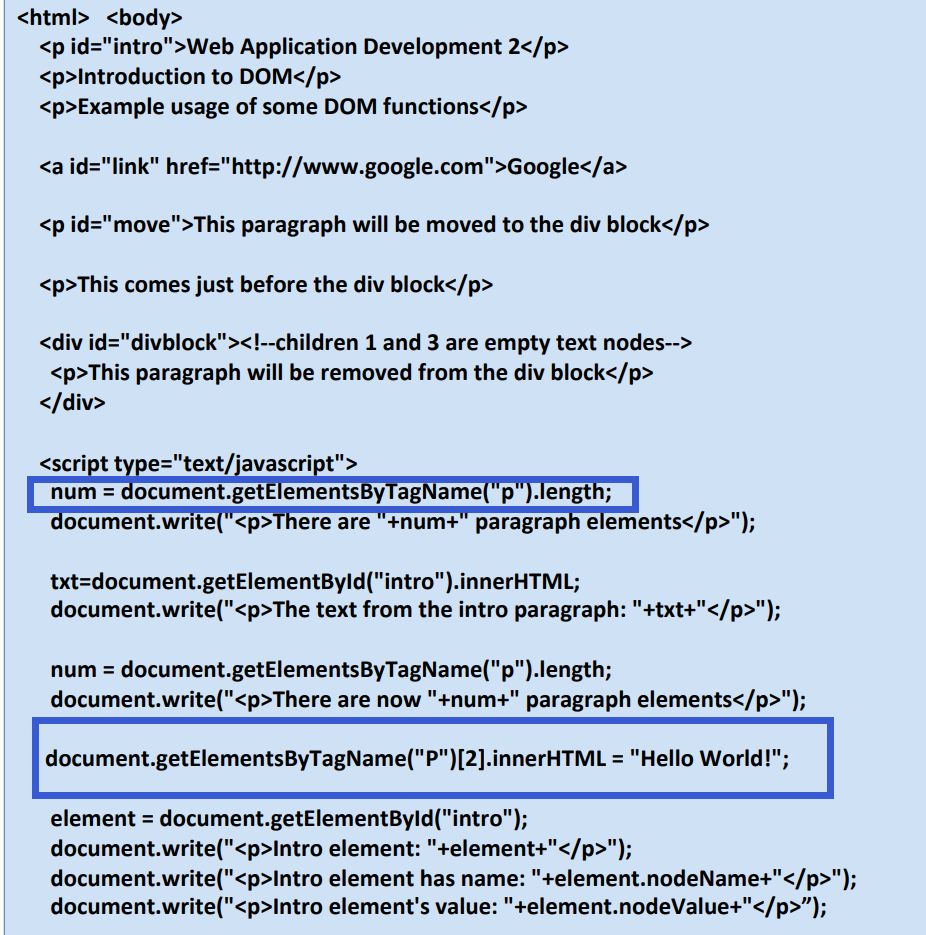 <html>   <body>
<p id="intro">Web Application Development 2</p>
<p>Introduction to DOM</p>
<p>Example usage of some DOM functions</p>
<a id="link" href="http://www.google.com">Google</a>
<p id="move">This paragraph will be moved to the div block</p>
<p>This comes just before the div block</p>
<div id="divblock"><!--children 1 and 3 are empty text nodes-->
<p>This paragraph will be removed from the div block</p>
</div>
<script type="text/javascript">
num = document.getElementsByTagName("p").length;
document.write("<p>There are "+num+" paragraph elements</p>");
txt=document.getElementById("intro").innerHTML;
document.write("<p>The text from the intro paragraph: "+txt+"</p>");
num = document.getElementsByTagName("p").length;
document.write("<p>There are now "+num+" paragraph elements</p>");
document.getElementsByTagName("P")[2].innerHTML = "Hello World!";
element = document.getElementById("intro");
document.write("<p>Intro element: "+element+"</p>");
document.write("<p>Intro element has name: "+element.nodeName+"</p>");
document.write("<p>Intro element's value: "+element.nodeValue+"</p>”);